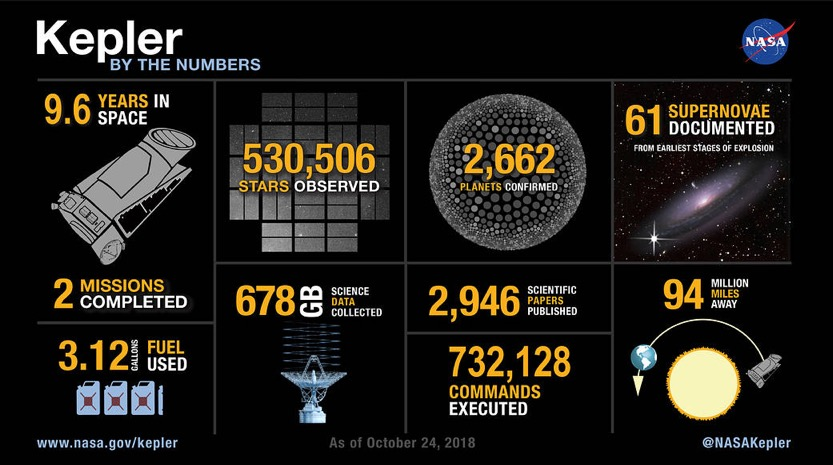 Kepler
BY THE NUMBERS
NASA
9.6 YEARS IN
SPACE
2 MISSIONS
COMPLETED
3.12 GALLONS FUEL
USED
530,506
STARS OBSERVED
678 GB SCIENCE
DATA
COLLECTED
2,662
PLANETS CONFIRMED
2,946 SCIENTIFIC
PAPERS
PUBLISHED
732,128
COMMANDS
EXECUTED
61 SUPERNOVAE
DOCUMENTED
FROM EARLIEST STAGES OF EXPLOSION
94 MILLION
MILES
AWAY
www.nasa.gov/kepler
As of October 24, 2018
@NASAKepler